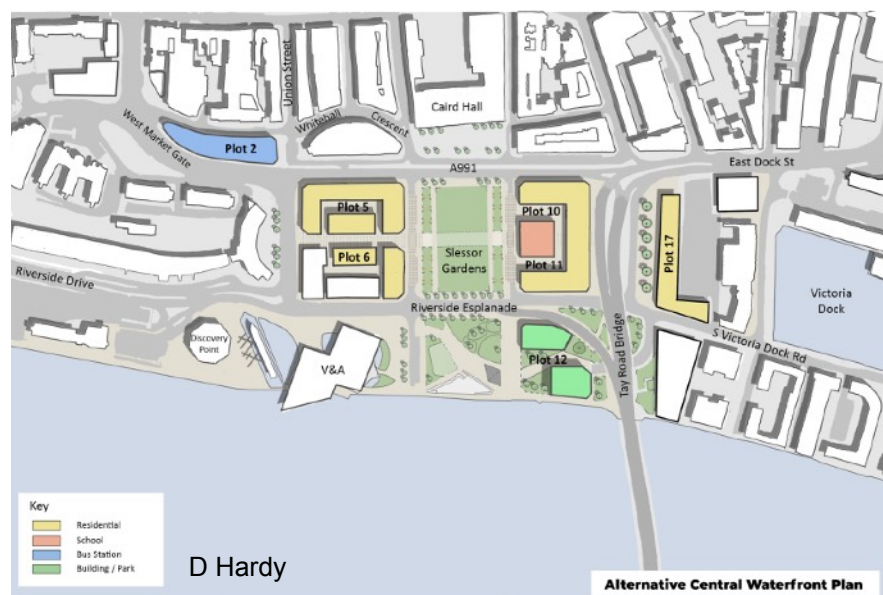 Union Street
Caird Hall
Whitehall Crescent
West Market Gate
Plot 2
A991
East Dock St
Plot 5
Plot 10
Plot 17
Plot 6
Slessor
Gardens
Plot 11
Riverside Drive
Victoria
Dock
Riverside Esplanade
S Victoria Dock Rd
Discovery
Point
V&A
Plot 12
Tay Road Bridge
Key
Residential
School
Bus Station
Building / Park
D Hardy
Alternative Central Waterfront Plan